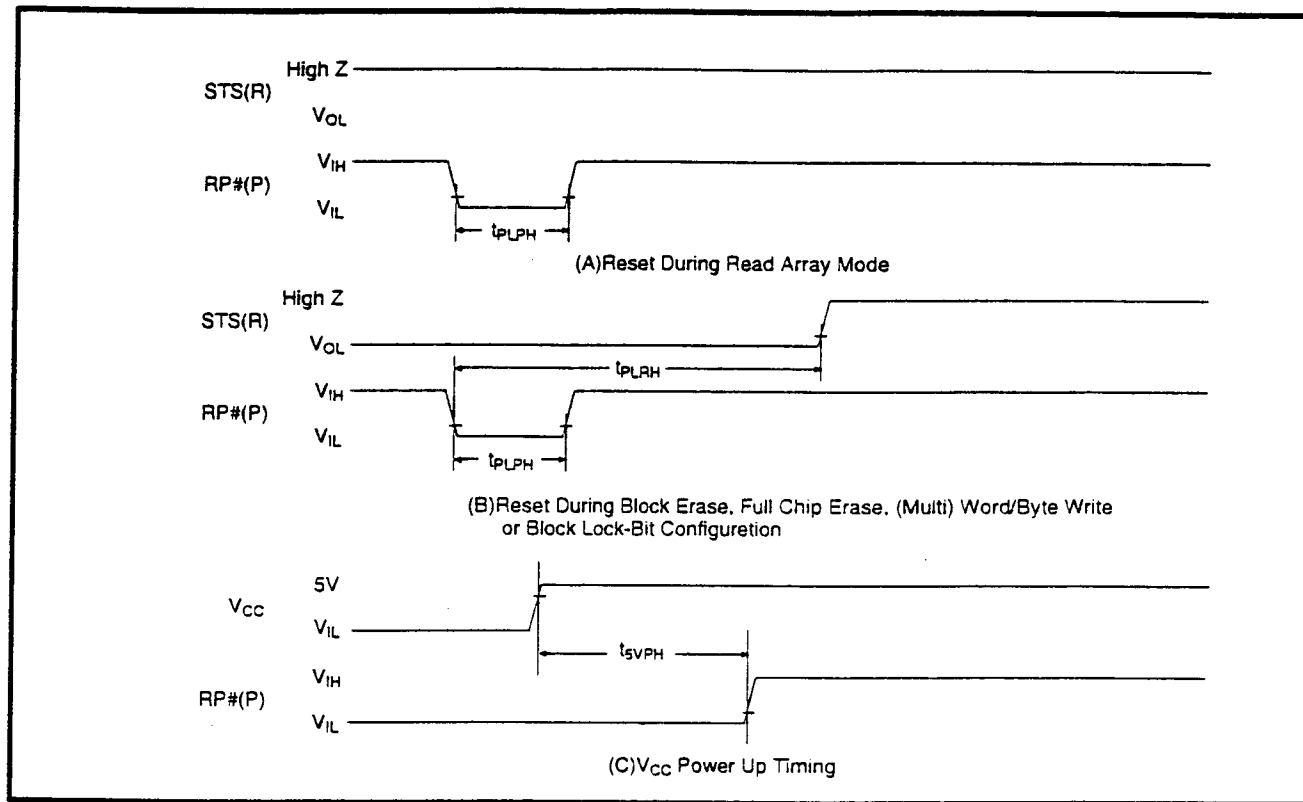 High Z
STS(R)
VOL
VIH
RP#(P)
VIL
tPLPH
(A)Reset During Read Array Mode
High Z
STS(R)
VOL
tPLRH
VIH
RP#(P)
VIL
tPLPH
(B)Reset During Block Erase, Full Chip Erase, (Multi) Word/Byte Write
or Block Lock-Bit Configuretion
5V
VCC
VIL
t5VPH
VIH
RP#(P)
VIL
(C)VCC Power Up Timing